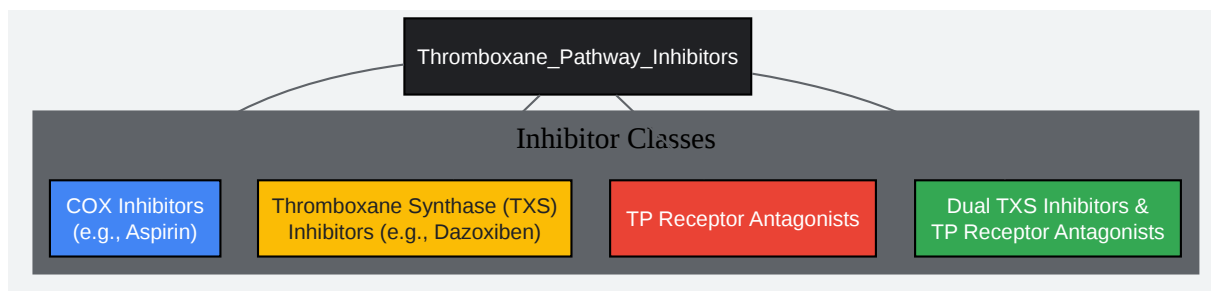 Thromboxane_Pathway_Inhibitors
Inhibitor Classes
COX Inhibitors
(e.g., Aspirin)
Thromboxane Synthase (TXS)
Inhibitors (e.g., Dazoxiben)
TP Receptor Antagonists
Dual TXS Inhibitors &
TP Receptor Antagonists